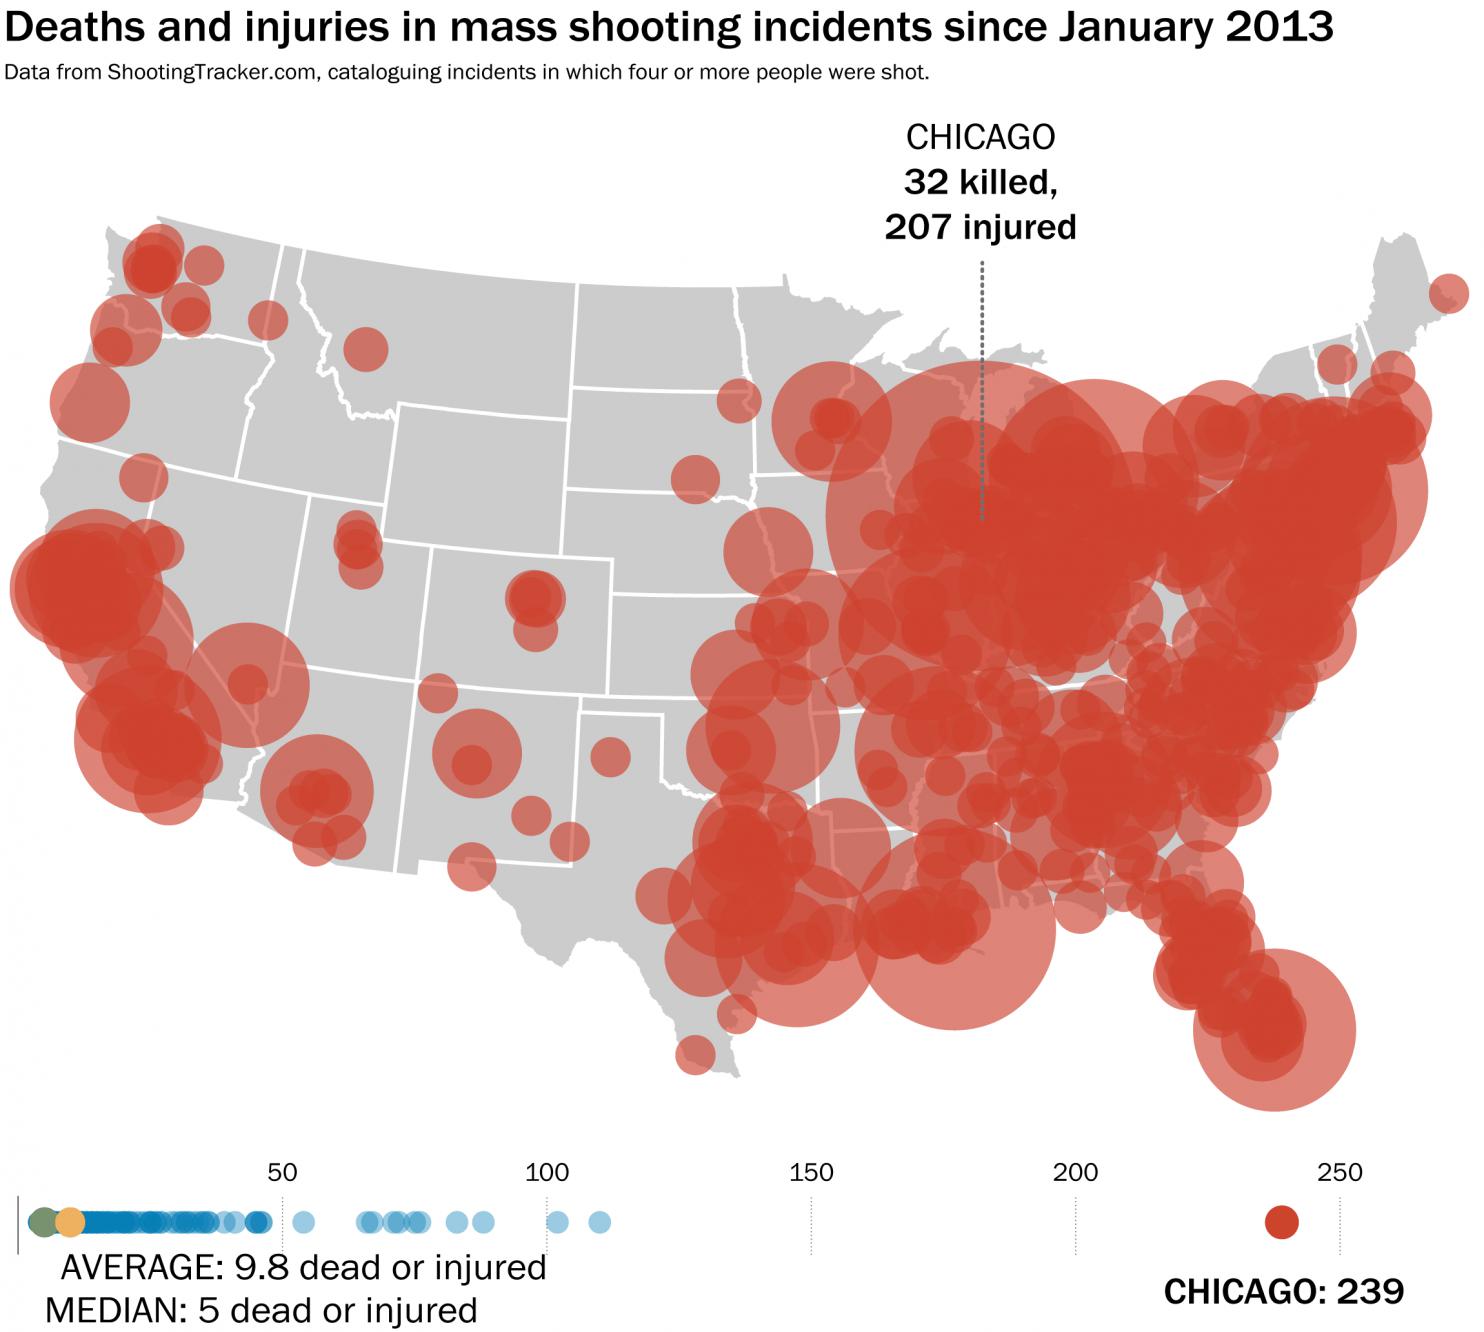 Deaths and injuries in mass shooting incidents since January 2013
Data from ShootingTracker.com, cataloguing incidents in which four or more people were shot.
CHICAGO
32 killed,
207 injured
50
100
150
200
250
AVERAGE: 9.8 dead or injured
MEDIAN: 5 dead or injured
CHICAGO: 239